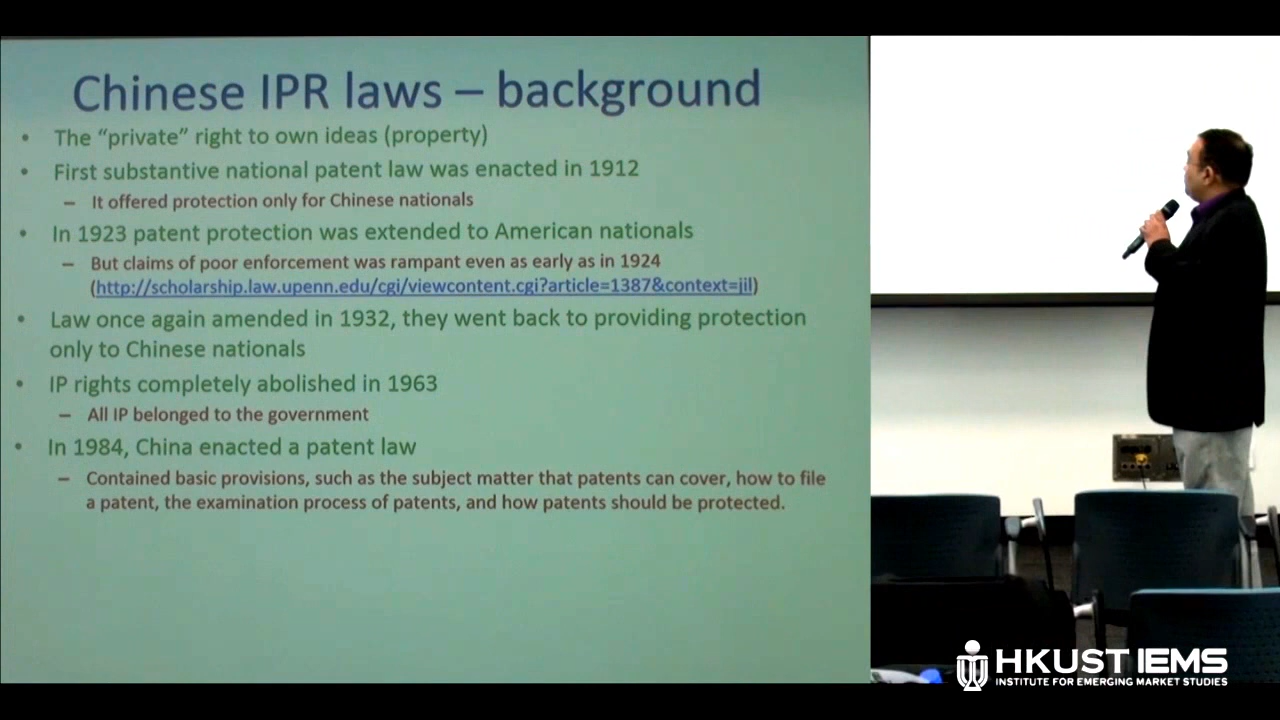 Chinese IPR laws – background
• The “private” right to own ideas (property)
• First substantive national patent law was enacted in 1912
– It offered protection only for Chinese nationals
• In 1923 patent protection was extended to American nationals
– But claims of poor enforcement was rampant even as early as in 1924
(http://scholarship.law.upenn.edu/cgi/viewcontent.cgi?article=1387&context=jil)
• Law once again amended in 1932, they went back to providing protection
only to Chinese nationals
• IP rights completely abolished in 1963
– All IP belonged to the government
• In 1984, China enacted a patent law
– Contained basic provisions, such as the subject matter that patents can cover, how to file
a patent, the examination process of patents, and how patents should be protected.
HKUST IEMS
INSTITUTE FOR EMERGING MARKET STUDIES